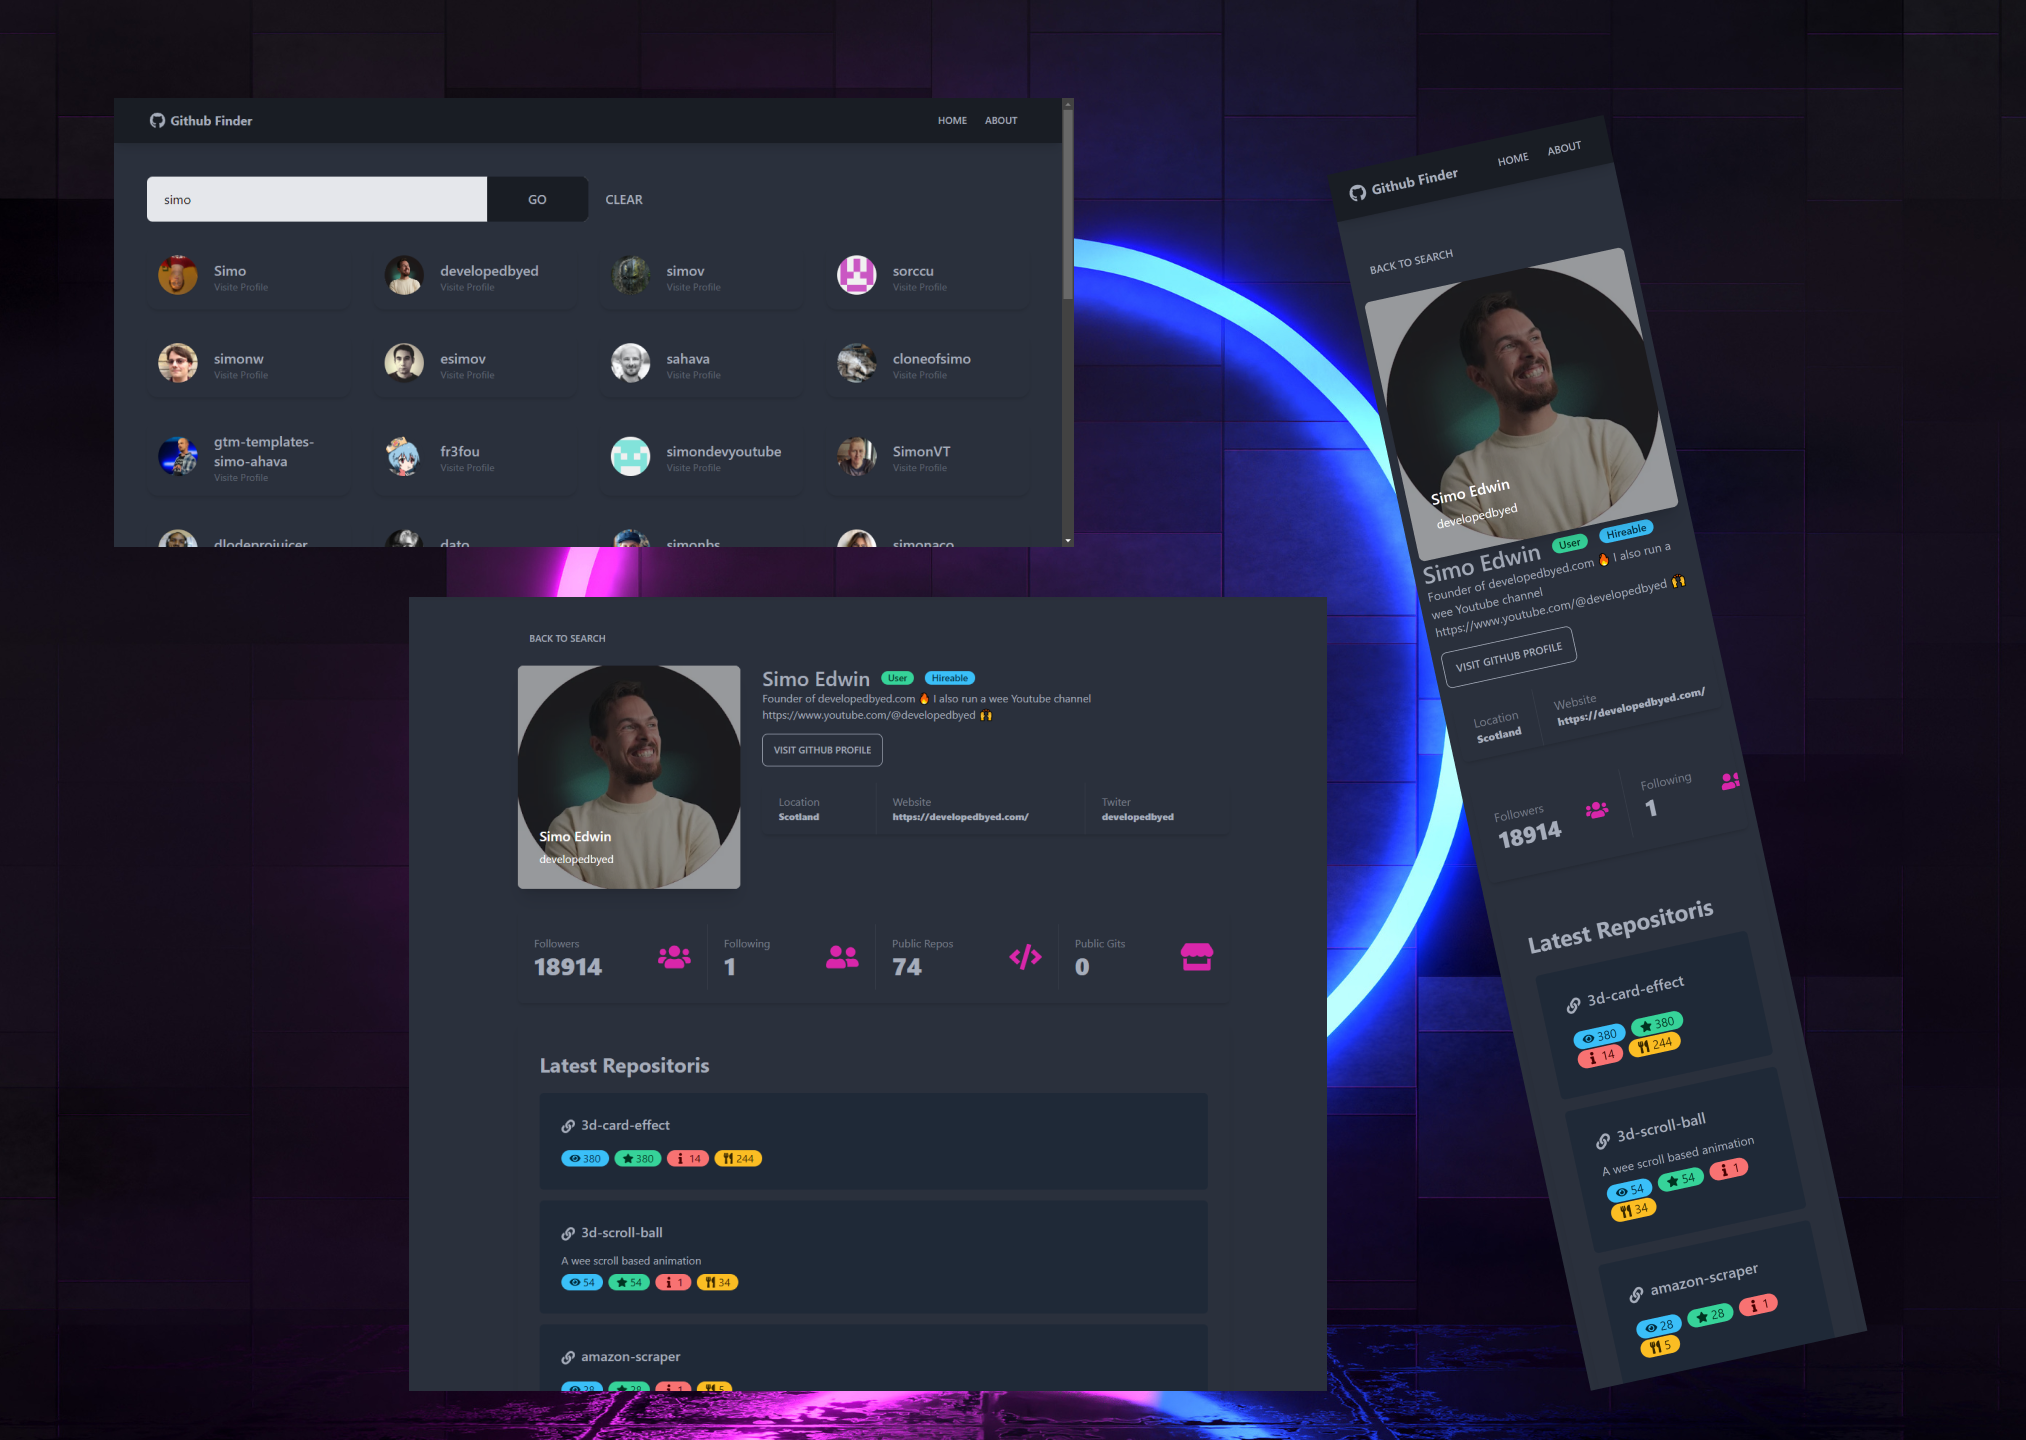 Github Finder
HOME ABOUT
simo GO CLEAR
Simo
Visite Profile
developedbyed
Visite Profile
simov
Visite Profile
sorccu
Visite Profile
simonw
Visite Profile
esimov
Visite Profile
sahava
Visite Profile
cloneofsimo
Visite Profile
gtm-templates-
simo-ahava
Visite Profile
fr3fou
Visite Profile
simondevyoutube
Visite Profile
SimonVT
Visite Profile
dlodeprojuicer
dato
simonbs
simonaco
BACK TO SEARCH
Simo Edwin
developedbyed
Simo Edwin User Hireable
Founder of developedbyed.com 🔥 I also run a wee Youtube channel
https://www.youtube.com/@developedbyed 🙌
VISIT GITHUB PROFILE
Location
Scotland
Website
https://developedbyed.com/
Twiter
developedbyed
Followers
18914
Following
1
Public Repos
74
Public Gits
0
Latest Repositoris
3d-card-effect
380 380 14 244
3d-scroll-ball
A wee scroll based animation
54 54 1 34
amazon-scraper
28 28 1 5
Github Finder
HOME ABOUT
BACK TO SEARCH
Simo Edwin
developedbyed
Simo Edwin User Hireable
Founder of developedbyed.com 🔥 I also run a
wee Youtube channel
https://www.youtube.com/@developedbyed 🙌
VISIT GITHUB PROFILE
Location
Scotland
Website
https://developedbyed.com/
Followers
18914
Following
1
Latest Repositoris
3d-card-effect
380 380
14 244
3d-scroll-ball
A wee scroll based animation
54 54 1
34
amazon-scraper
28 28 1
5